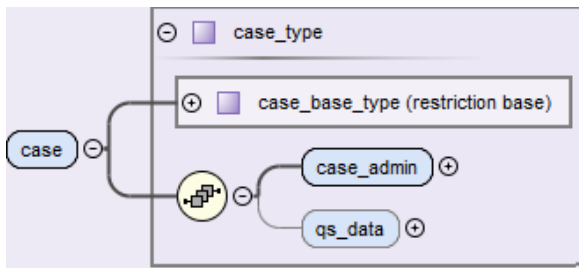 case_type
case_base_type (restriction base)
case
case_admin
qs_data